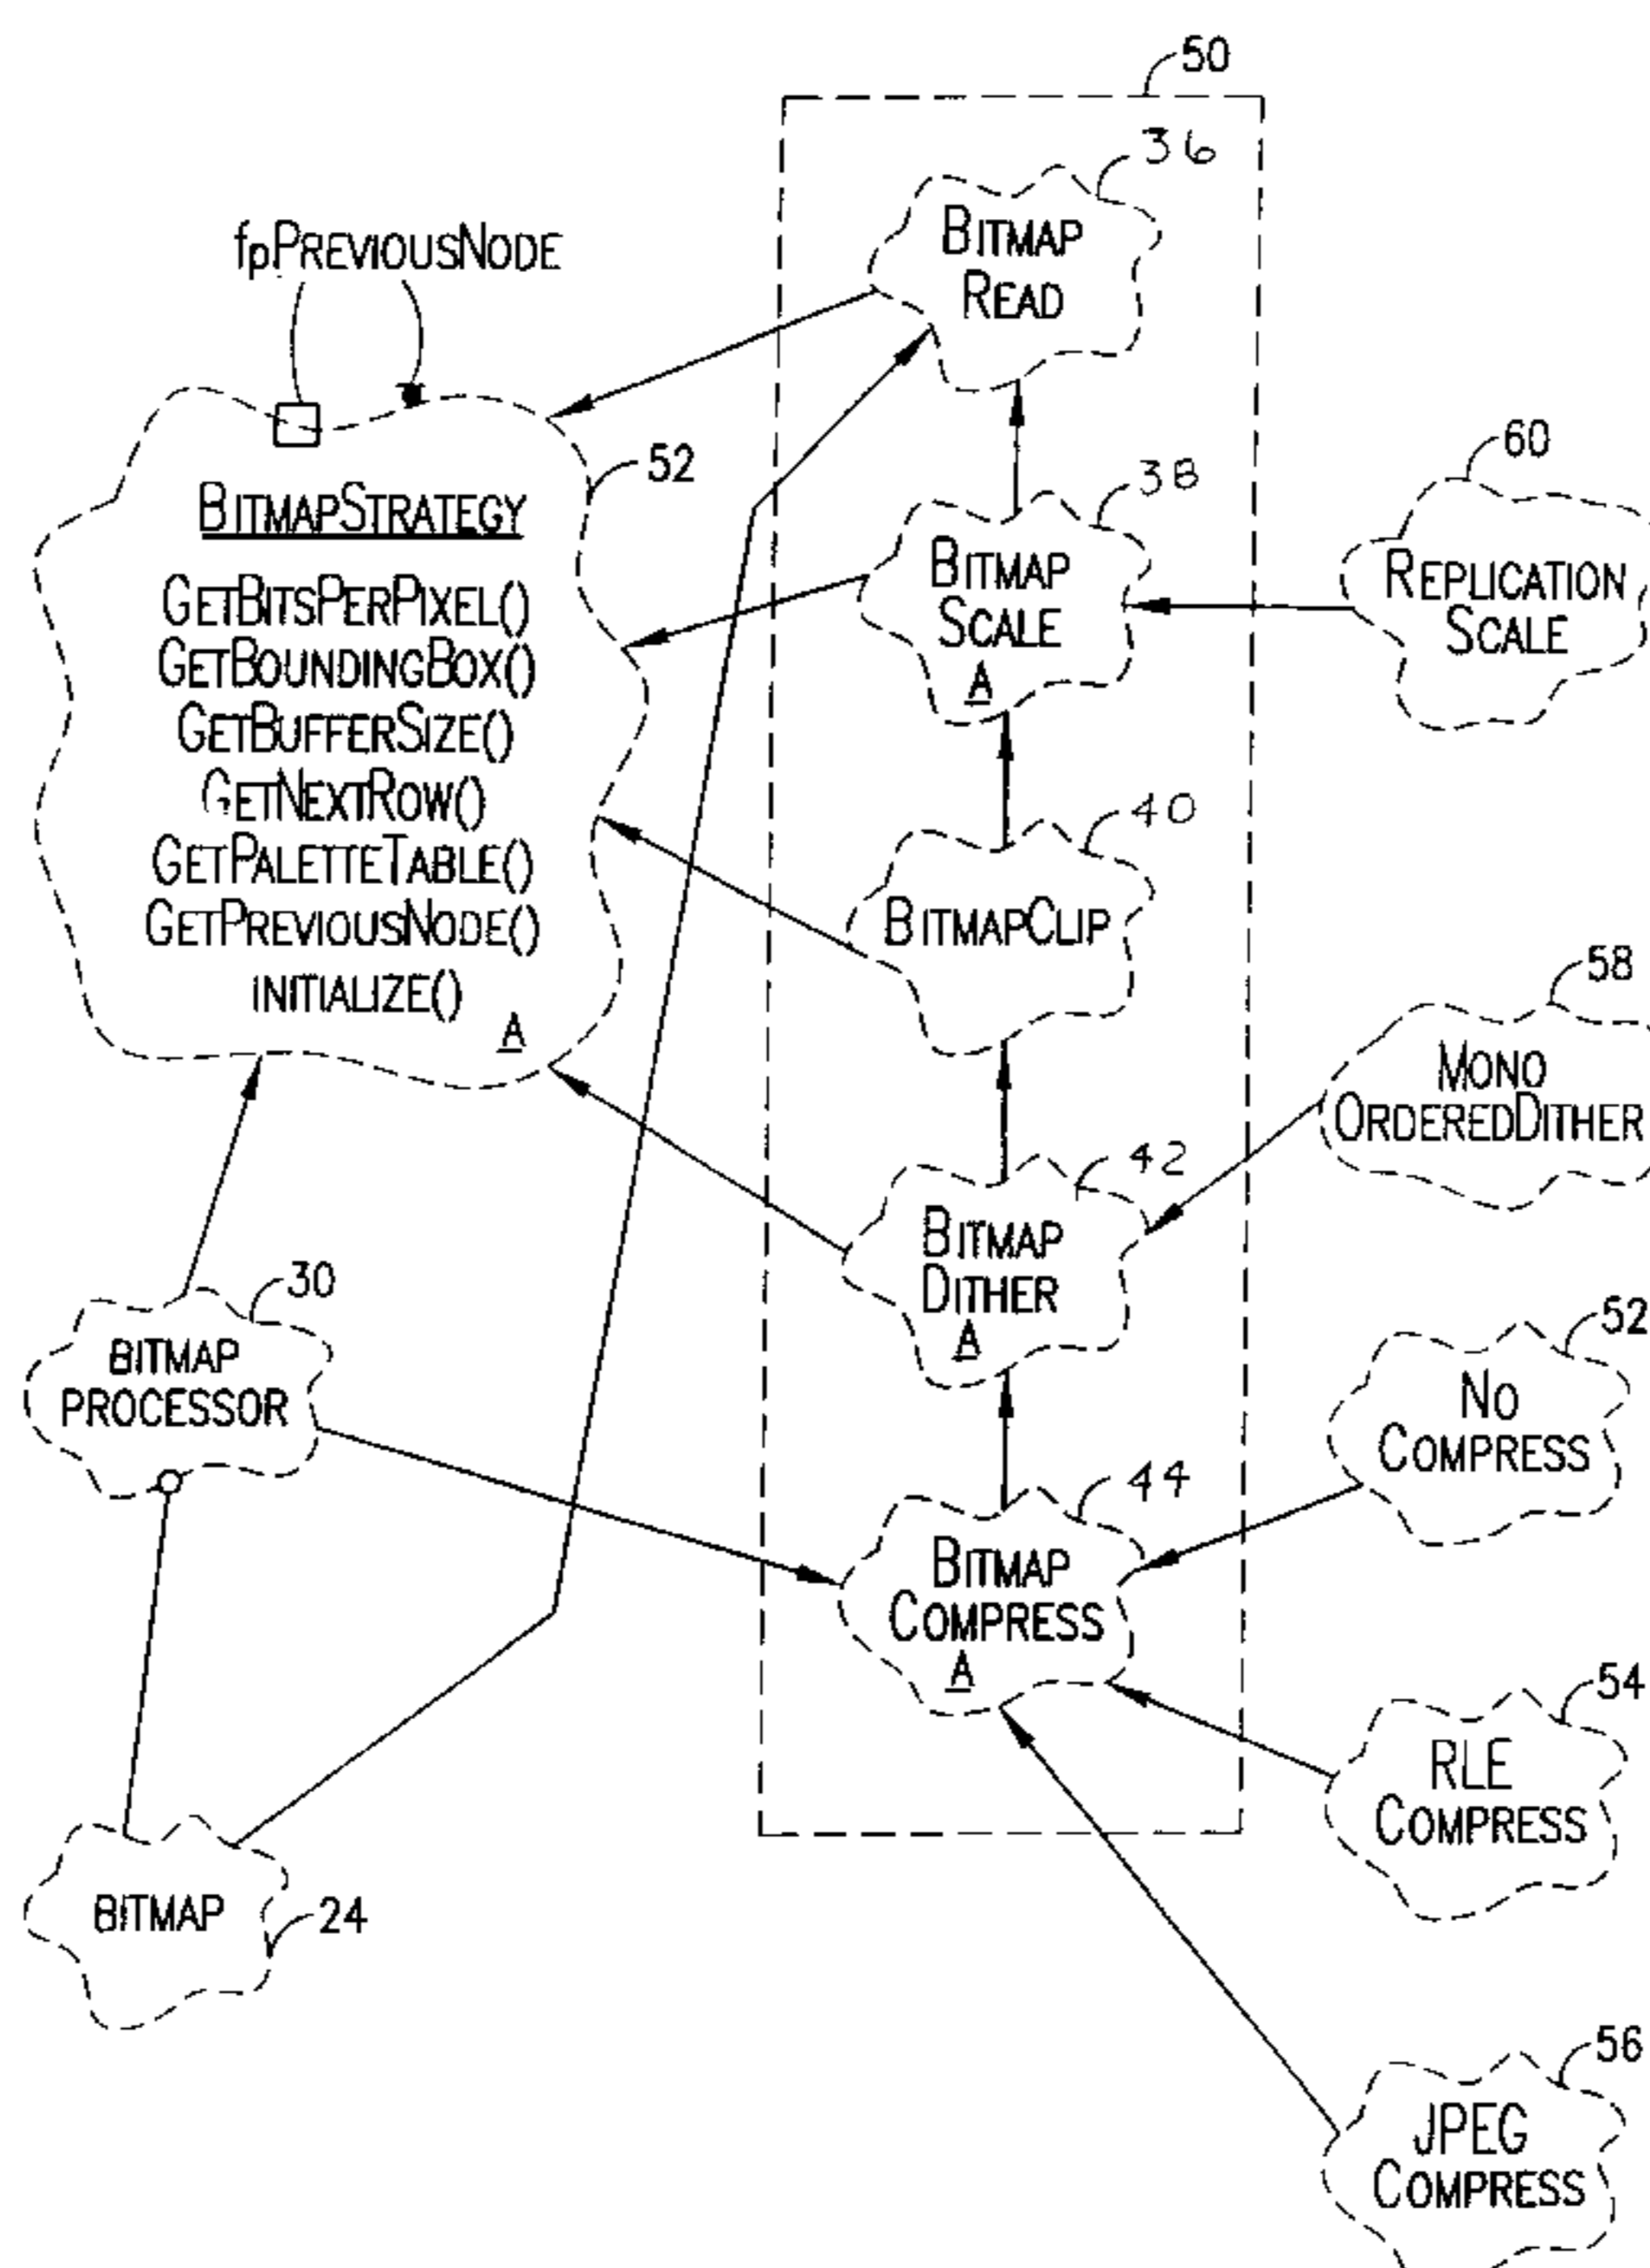 50
36
BITMAP
READ
fpPREVIOUSNODE
52
BITMAPSTRATEGY
GETBITSPERPIXEL()
GETBOUNDINGBOX()
GETBUFFERSIZE()
GETNEXTROW()
GETPALETTETABLE()
GETPREVIOUSNODE()
INITIALIZE()
A
38
BITMAP
SCALE
A
60
REPLICATION
SCALE
40
BITMAPCLIP
58
MONO
ORDEREDDITHER
42
BITMAP
DITHER
A
30
BITMAP
PROCESSOR
52
NO
COMPRESS
44
BITMAP
COMPRESS
A
54
RLE
COMPRESS
BITMAP
24
56
JPEG
COMPRESS